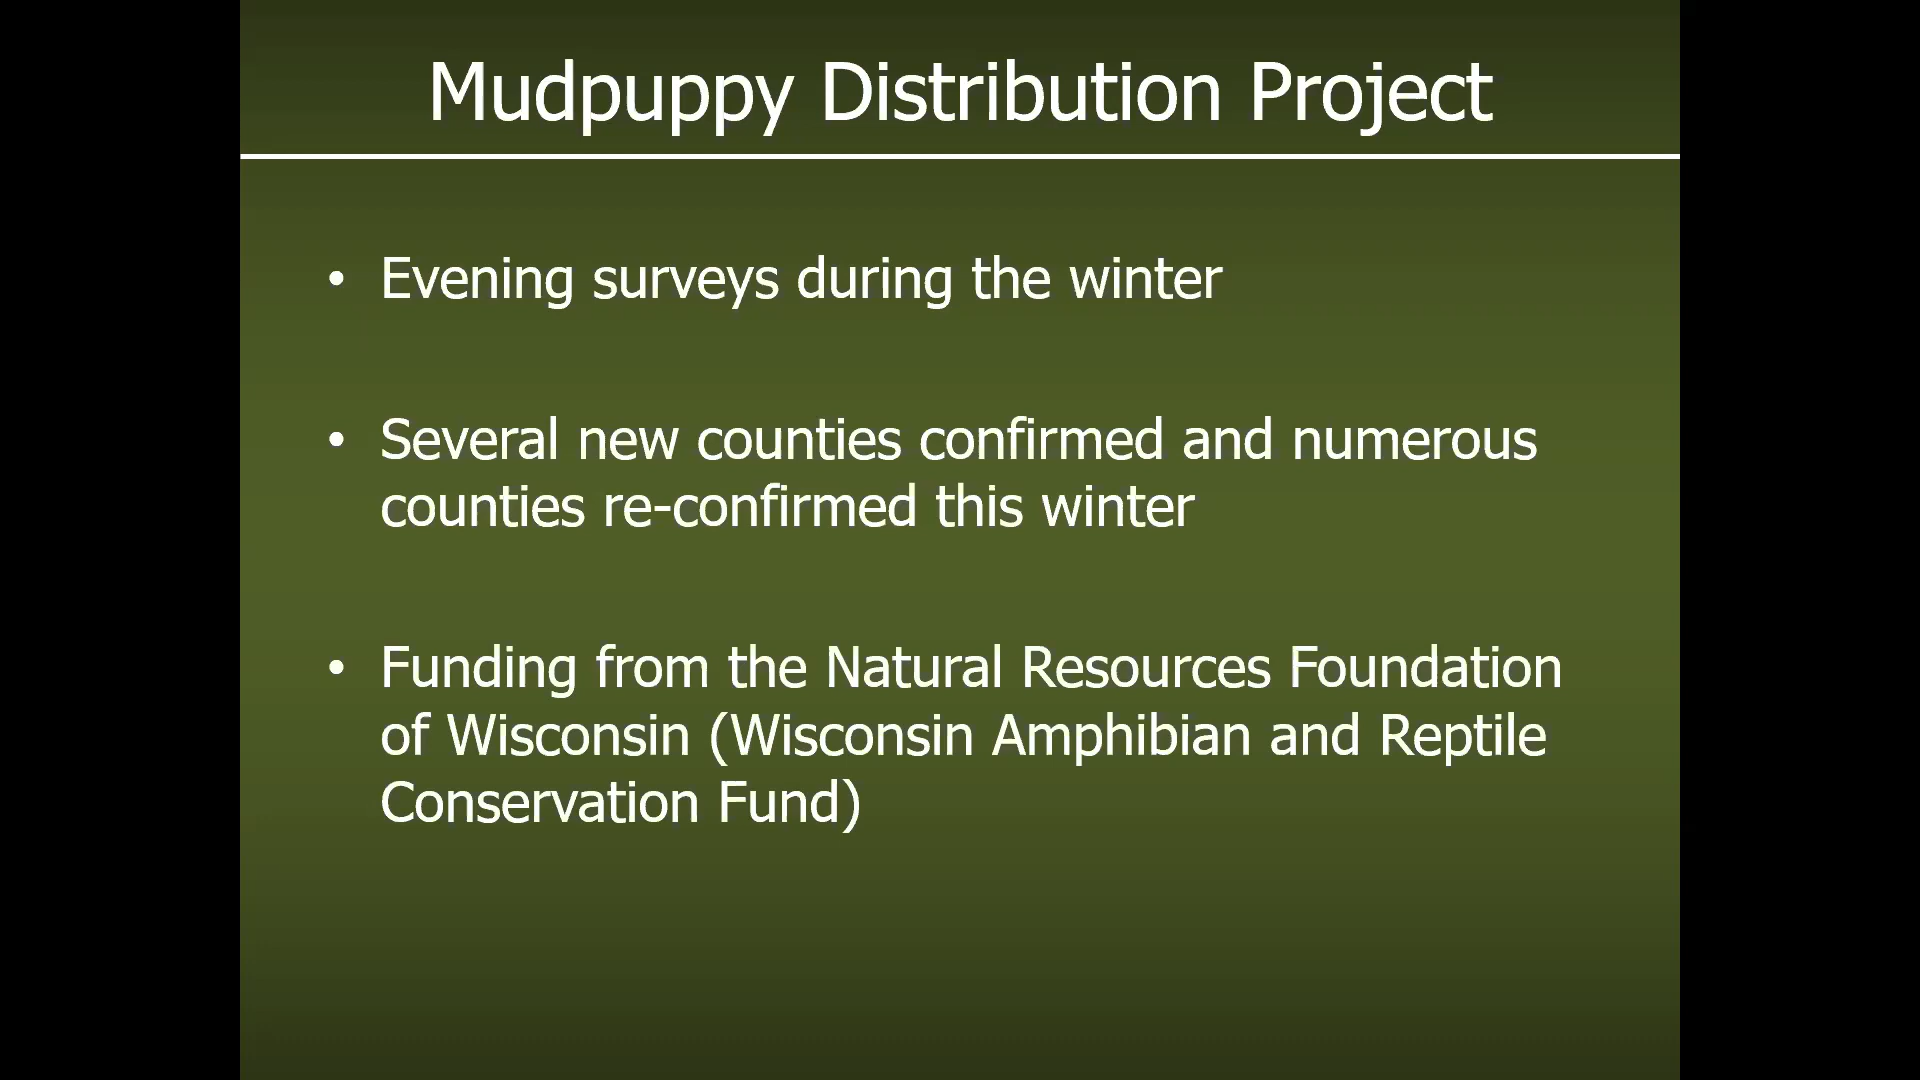 Mudpuppy Distribution Project
• Evening surveys during the winter
• Several new counties confirmed and numerous
counties re-confirmed this winter
• Funding from the Natural Resources Foundation
of Wisconsin (Wisconsin Amphibian and Reptile
Conservation Fund)